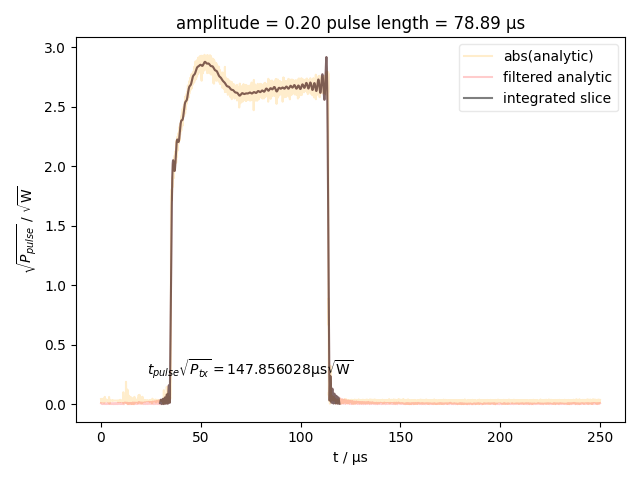 amplitude = 0.20 pulse length = 78.89 µs
abs(analytic)
filtered analytic
integrated slice
√P_pulse / √W
3.0
2.5
2.0
1.5
1.0
0.5
0.0
t_pulse√P_tx = 147.856028µs√W
0 50 100 150 200 250
t / µs